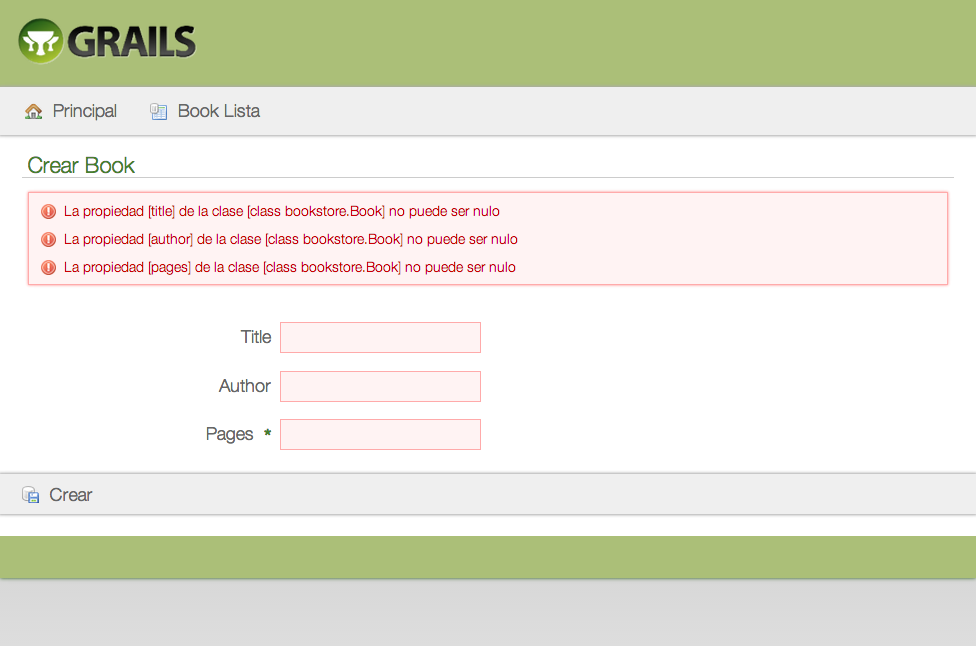 GRAILS
Principal Book Lista
Crear Book
La propiedad [title] de la clase [class bookstore.Book] no puede ser nulo
La propiedad [author] de la clase [class bookstore.Book] no puede ser nulo
La propiedad [pages] de la clase [class bookstore.Book] no puede ser nulo
Title
Author
Pages *
Crear